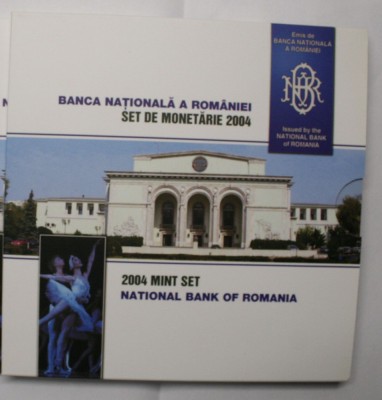 Emis de
BANCA NAȚIONALĂ
A ROMÂNIEI
Issued by the
NATIONAL BANK
of ROMANIA
BANCA NAȚIONALĂ A ROMÂNIEI
SET DE MONETĂRIE 2004
2004 MINT SET
NATIONAL BANK OF ROMANIA